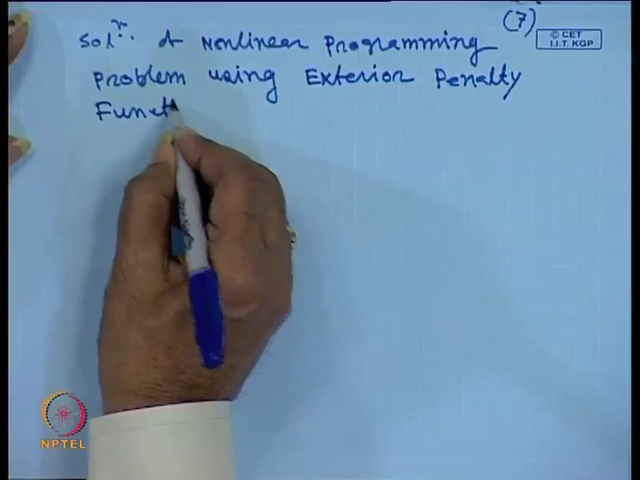 (7)
© CET
I.I.T. KGP
Solⁿ. of Nonlinear Programming
Problem using Exterior Penalty
Funct
NPTEL